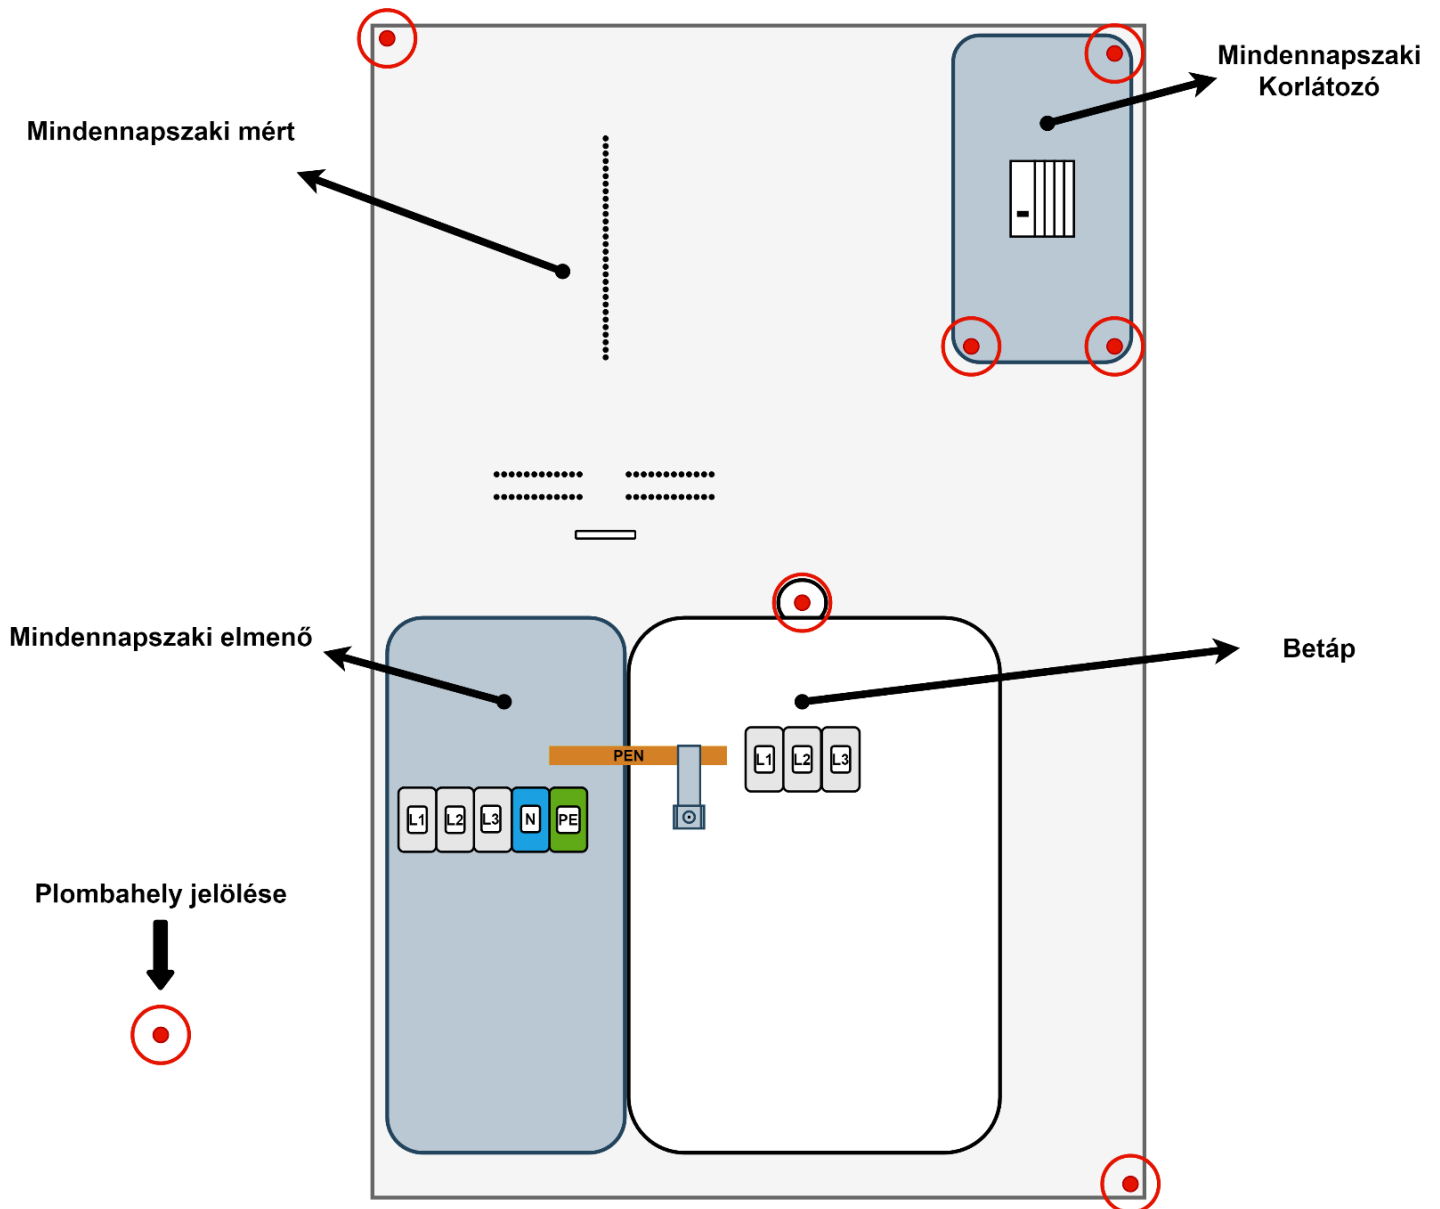 Mindennapszaki
Korlátozó
Mindennapszaki mért
Mindennapszaki elmenő
Betáp
PEN
L1 L2 L3
L1 L2 L3 N PE
Plombahely jelölése